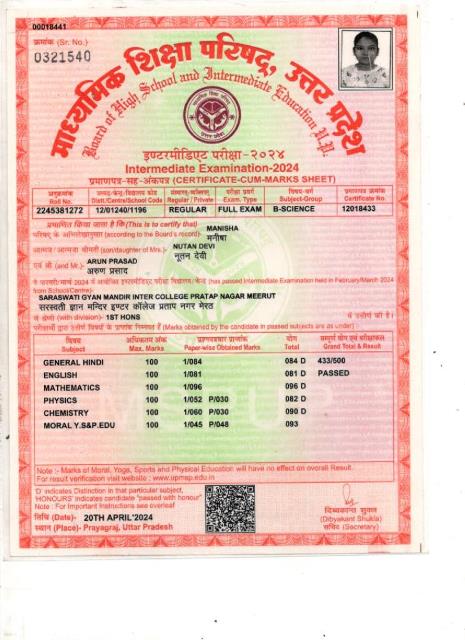 00018441
क्रमांक (Sr. No.)
0321540
माध्यमिक शिक्षा परिषद, उत्तर प्रदेश
Board of High School and Intermediate Education U.P.
इण्टरमीडिएट परीक्षा-२०२४
Intermediate Examination-2024
प्रमाणपत्र-सह-अंकपत्र (CERTIFICATE-CUM-MARKS SHEET)
अनुक्रमांक परीक्षा प्रकार विषय-वर्ग प्रमाणपत्र क्रमांक
Roll No. Distt./Centre/School Code Regular / Private Exam. Type Subject-Group Certificate No.
2245381272 12/01240/1196 REGULAR FULL EXAM B-SCIENCE 12018433
प्रमाणित किया जाता है कि(This is to certify that) MANISHA
परिषद् के अभिलेखानुसार (according to the Board's record) मनीषा
आत्मज / आत्मजा श्रीमती (son/daughter of Mrs.)- NUTAN DEVI
नूतन देवी
एवं श्री (and Mr.)- ARUN PRASAD
अरुण प्रसाद
ने फरवरी/मार्च 2024 में आयोजित इण्टरमीडिएट परीक्षा (has passed Intermediate Examination held in February/March 2024
from School/Centre)-
SARASWATI GYAN MANDIR INTER COLLEGE PRATAP NAGAR MEERUT
सरस्वती ज्ञान मन्दिर इण्टर कॉलेज प्रताप नगर मेरठ
से श्रेणी (with division)- 1ST HONS में उत्तीर्ण की।
परीक्षार्थी द्वारा उत्तीर्ण विषयों के प्राप्तांक निम्नवत हैं (Marks obtained by the candidate in passed subjects are as under) :
विषय अधिकतम अंक प्रश्नपत्रवार प्राप्तांक योग सम्पूर्ण योग एवं परीक्षाफल
Subject Max. Marks Paper-wise Obtained Marks Total Grand Total & Result
GENERAL HINDI 100 1/084 084 D 433/500
ENGLISH 100 1/081 081 D PASSED
MATHEMATICS 100 1/096 096 D
PHYSICS 100 1/052 P/030 082 D
CHEMISTRY 100 1/060 P/030 090 D
MORAL Y.S&P.EDU 100 1/045 P/048 093
Note :- Marks of Moral, Yoga, Sports and Physical Education will have no effect on overall Result.
For result verification visit website : www.upmsp.edu.in
'D' indicates Distinction in that particular subject,
'HONOURS' indicates candidate "passed with honour"
Note : For Important Instructions see overleaf
तिथि (Date)- 20TH APRIL'2024
स्थान (Place)- Prayagraj, Uttar Pradesh
दिब्यकान्त शुक्ल
(Dibyakant Shukla)
सचिव (Secretary)